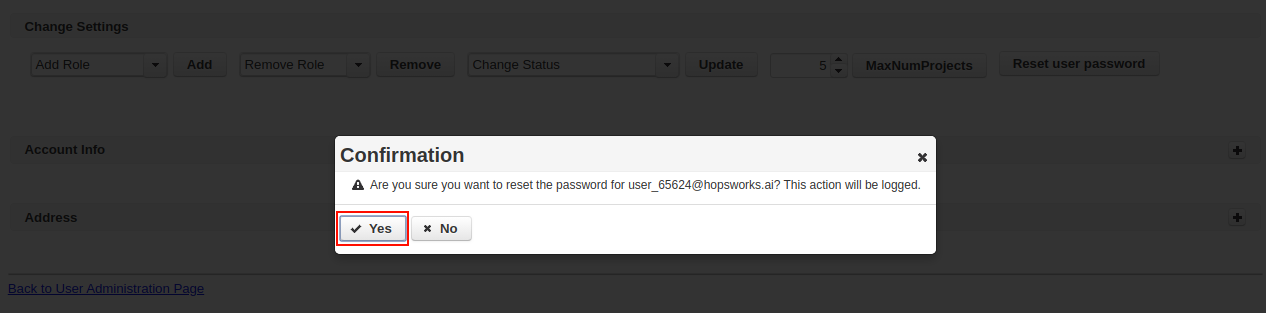 Change Settings
Add Role Add Remove Role Remove Change Status Update 5 MaxNumProjects Reset user password
Account Info
Confirmation
Are you sure you want to reset the password for user_65624@hopsworks.ai? This action will be logged.
Address
Yes No
Back to User Administration Page